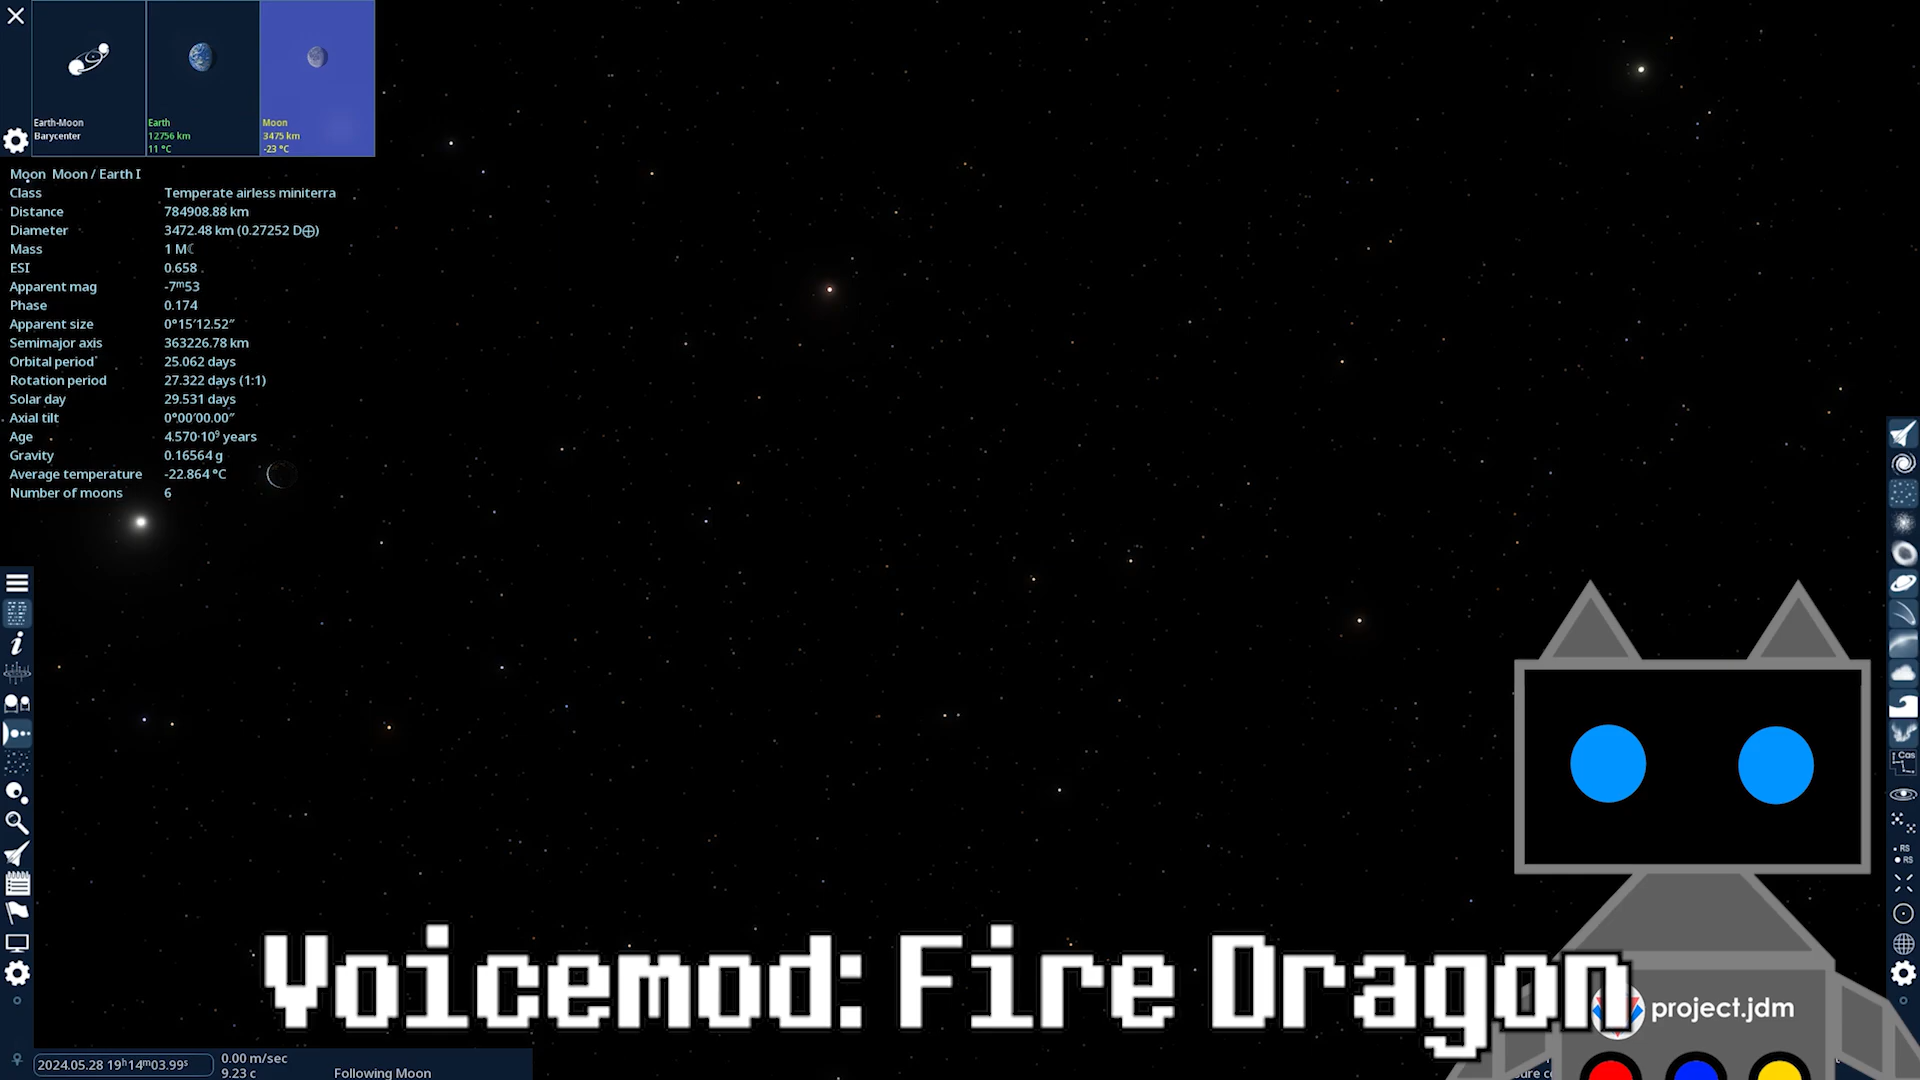 Earth-Moon
Barycenter
Earth
12756 km
11 °C
Moon
3475 km
-23 °C
Moon Moon / Earth I
Class Temperate airless miniterra
Distance 784908.88 km
Diameter 3472.48 km (0.27252 D⊕)
Mass 1 M☾
ESI 0.658
Apparent mag -7ᵐ53
Phase 0.174
Apparent size 0°15′12.52″
Semimajor axis 363226.78 km
Orbital period 25.062 days
Rotation period 27.322 days (1:1)
Solar day 29.531 days
Axial tilt 0°00′00.00″
Age 4.570·10⁹ years
Gravity 0.16564 g
Average temperature -22.864 °C
Number of moons 6
Cas
RS
RS
Voicemod: Fire Dragon
project.jdm
2024.05.28 19ʰ14ᵐ03.99ˢ
0.00 m/sec
9.23 c
Following Moon